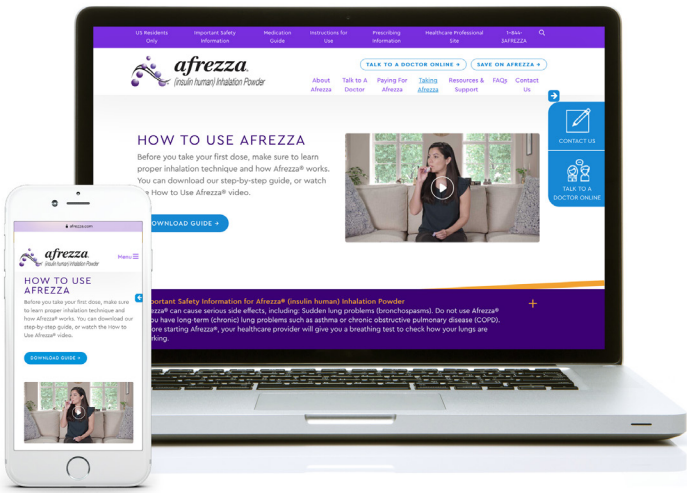 US Residents Only
Important Safety Information
Medication Guide
Instructions for Use
Prescribing Information
Healthcare Professional Site
1-844-3AFREZZA
afrezza®
(insulin human) Inhalation Powder
TALK TO A DOCTOR ONLINE →
SAVE ON AFREZZA →
About Afrezza
Talk to A Doctor
Paying For Afrezza
Taking Afrezza
Resources & Support
FAQs
Contact Us
HOW TO USE AFREZZA
Before you take your first dose, make sure to learn
proper inhalation technique and how Afrezza® works.
You can download our step-by-step guide, or watch
How to Use Afrezza® video.
OWNLOAD GUIDE →
CONTACT US
TALK TO A
DOCTOR ONLINE
portant Safety Information for Afrezza® (insulin human) Inhalation Powder
ezza® can cause serious side effects, including: Sudden lung problems (bronchospasms). Do not use Afrezza®
ou have long-term (chronic) lung problems such as asthma or chronic obstructive pulmonary disease (COPD),
ore starting Afrezza®, your healthcare provider will give you a breathing test to check how your lungs are
rking.
afrezza.com
afrezza®
(insulin human) Inhalation Powder
Menu
HOW TO USE
AFREZZA
Before you take your first dose, make sure
to learn proper inhalation technique and
how Afrezza® works. You can download our
step-by-step guide, or watch the How to
Use Afrezza® video.
DOWNLOAD GUIDE →